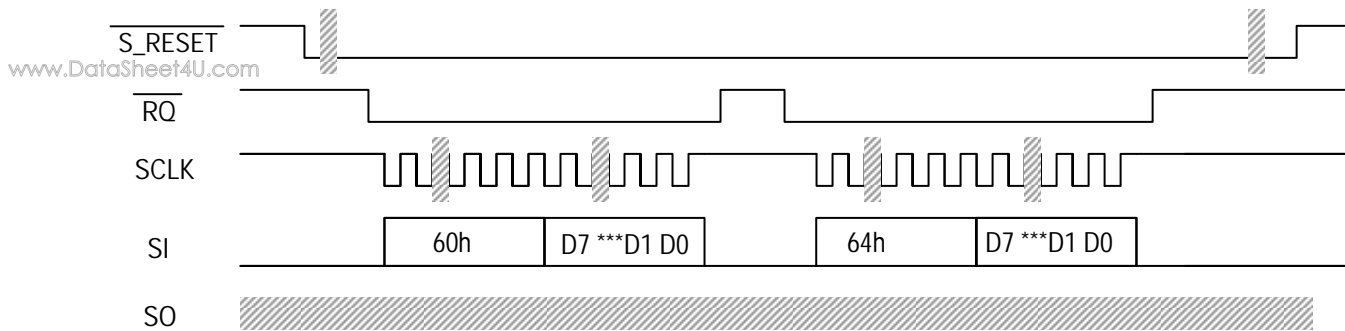 S_RESET
www.DataSheet4U.com
RQ
SCLK
SI 60h D7 ***D1 D0 64h D7 ***D1 D0
SO